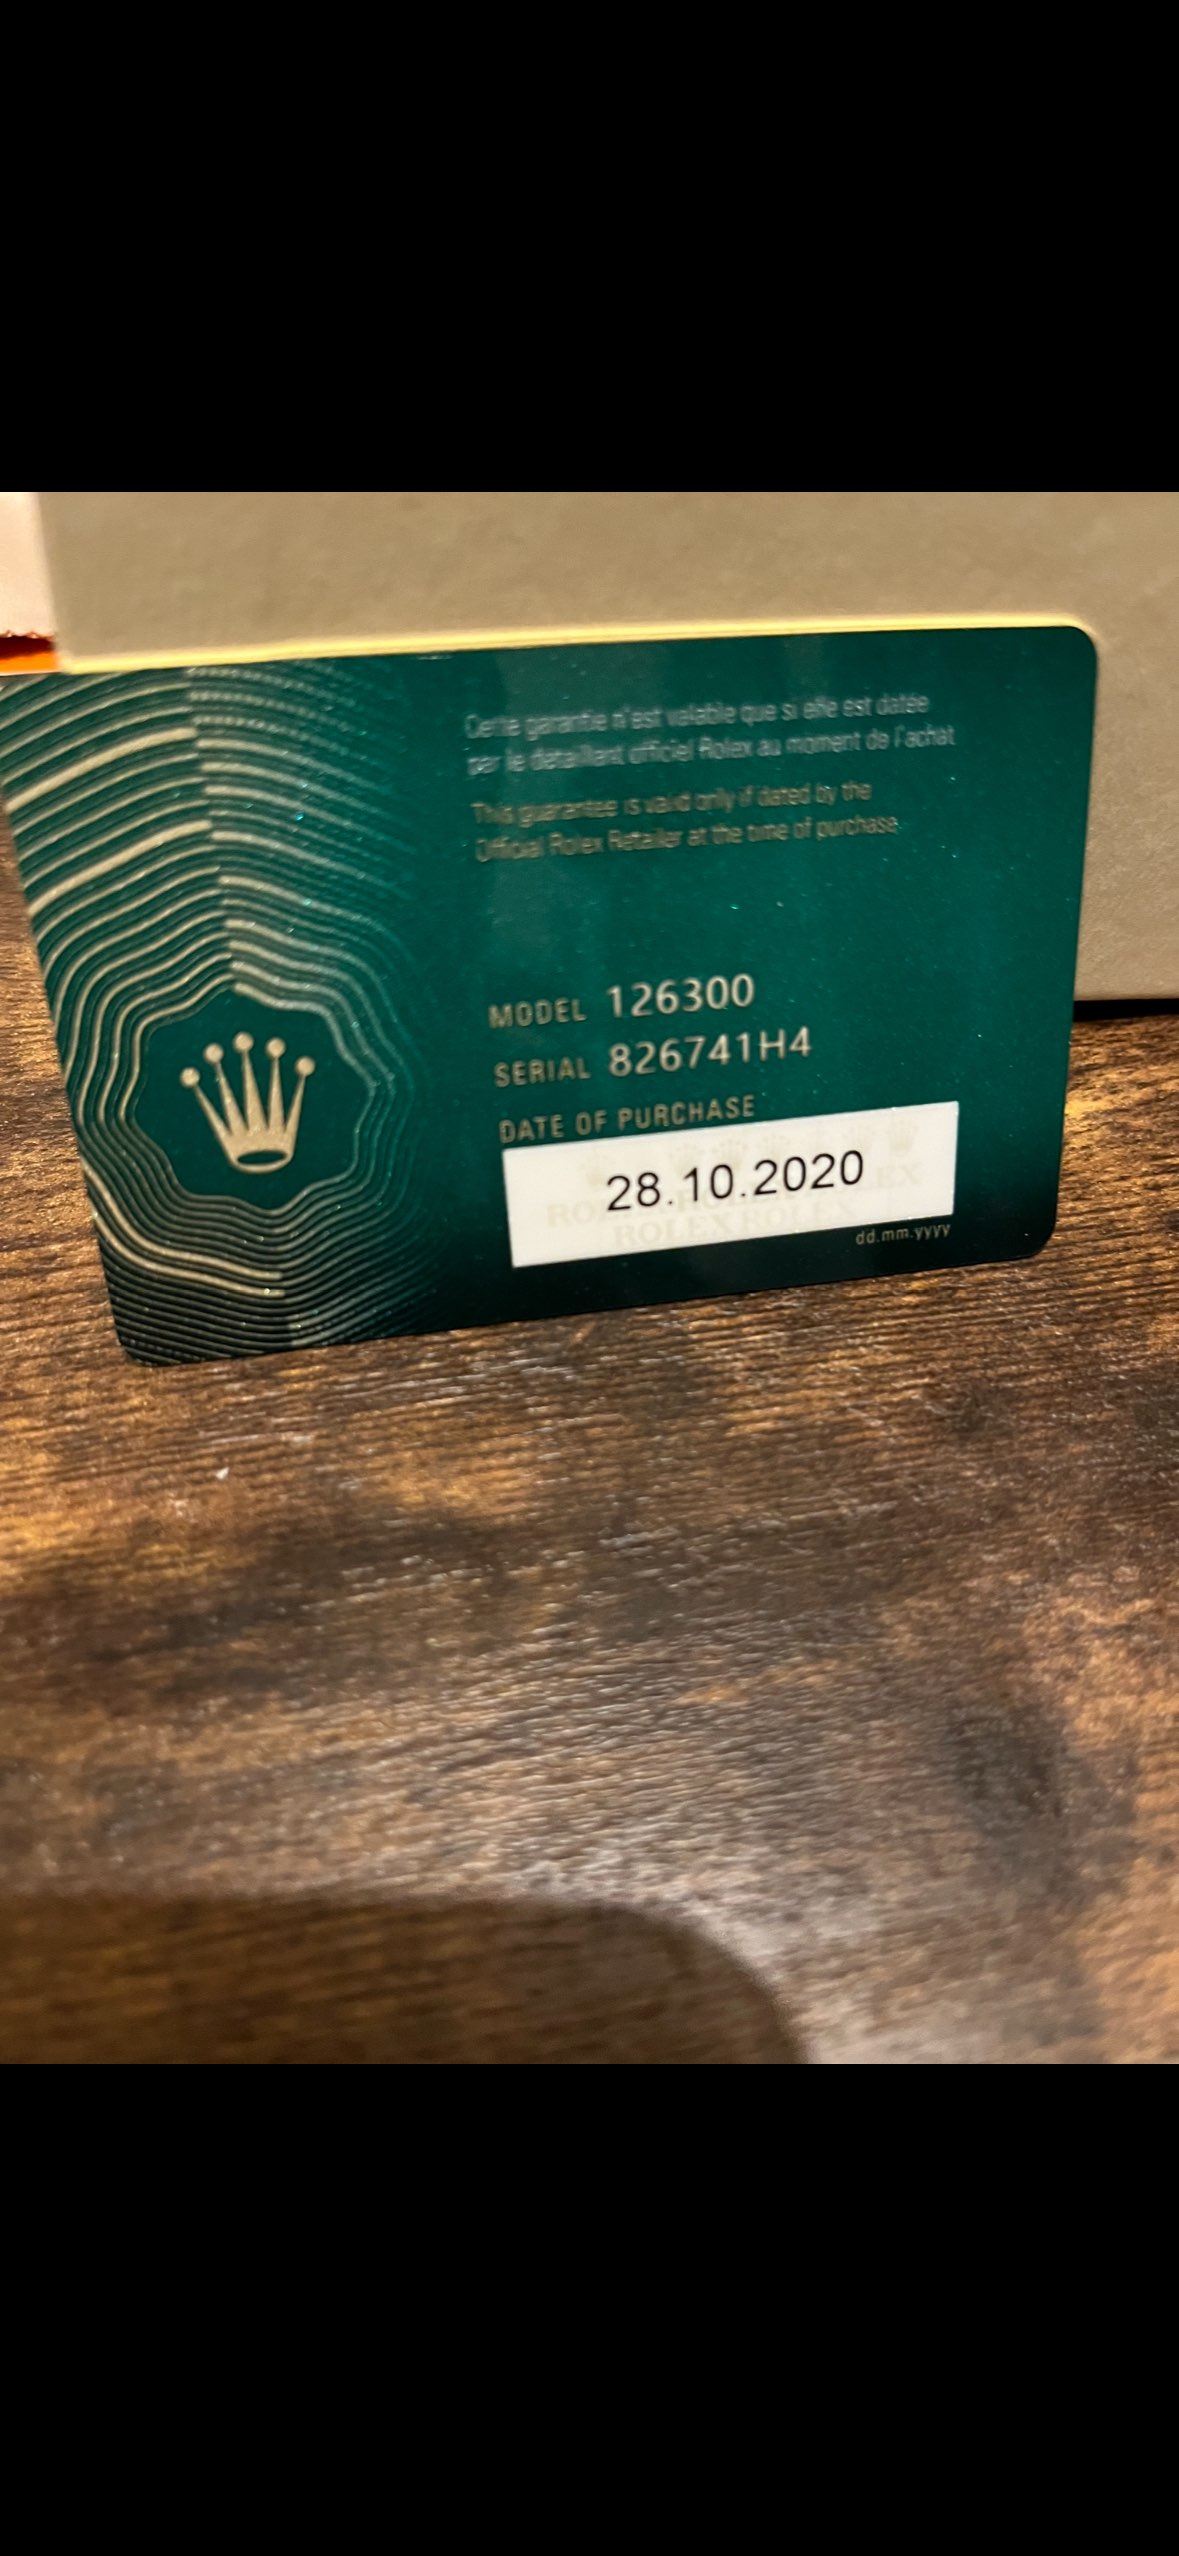 Cette garantie n'est valable que si elle est datée
par le détaillant officiel Rolex au moment de l'achat
This guarantee is valid only if dated by the
Official Rolex Retailer at the time of purchase
MODEL 126300
SERIAL 826741H4
DATE OF PURCHASE
28.10.2020
ROLEX ROLEX
dd.mm.yyyy